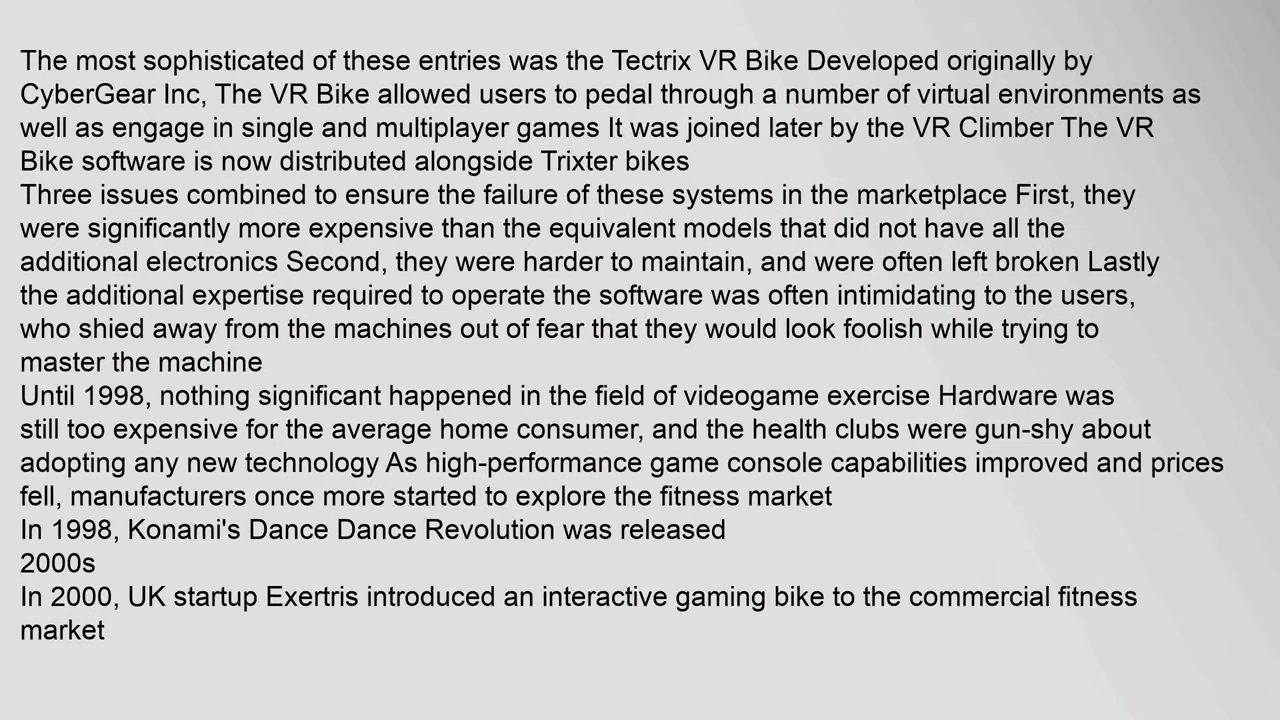 The most sophisticated of these entries was the Tectrix VR Bike Developed originally by
CyberGear Inc, The VR Bike allowed users to pedal through a number of virtual environments as
well as engage in single and multiplayer games It was joined later by the VR Climber The VR
Bike software is now distributed alongside Trixter bikes
Three issues combined to ensure the failure of these systems in the marketplace First, they
were significantly more expensive than the equivalent models that did not have all the
additional electronics Second, they were harder to maintain, and were often left broken Lastly
the additional expertise required to operate the software was often intimidating to the users,
who shied away from the machines out of fear that they would look foolish while trying to
master the machine
Until 1998, nothing significant happened in the field of videogame exercise Hardware was
still too expensive for the average home consumer, and the health clubs were gun-shy about
adopting any new technology As high-performance game console capabilities improved and prices
fell, manufacturers once more started to explore the fitness market
In 1998, Konami's Dance Dance Revolution was released
2000s
In 2000, UK startup Exertris introduced an interactive gaming bike to the commercial fitness
market